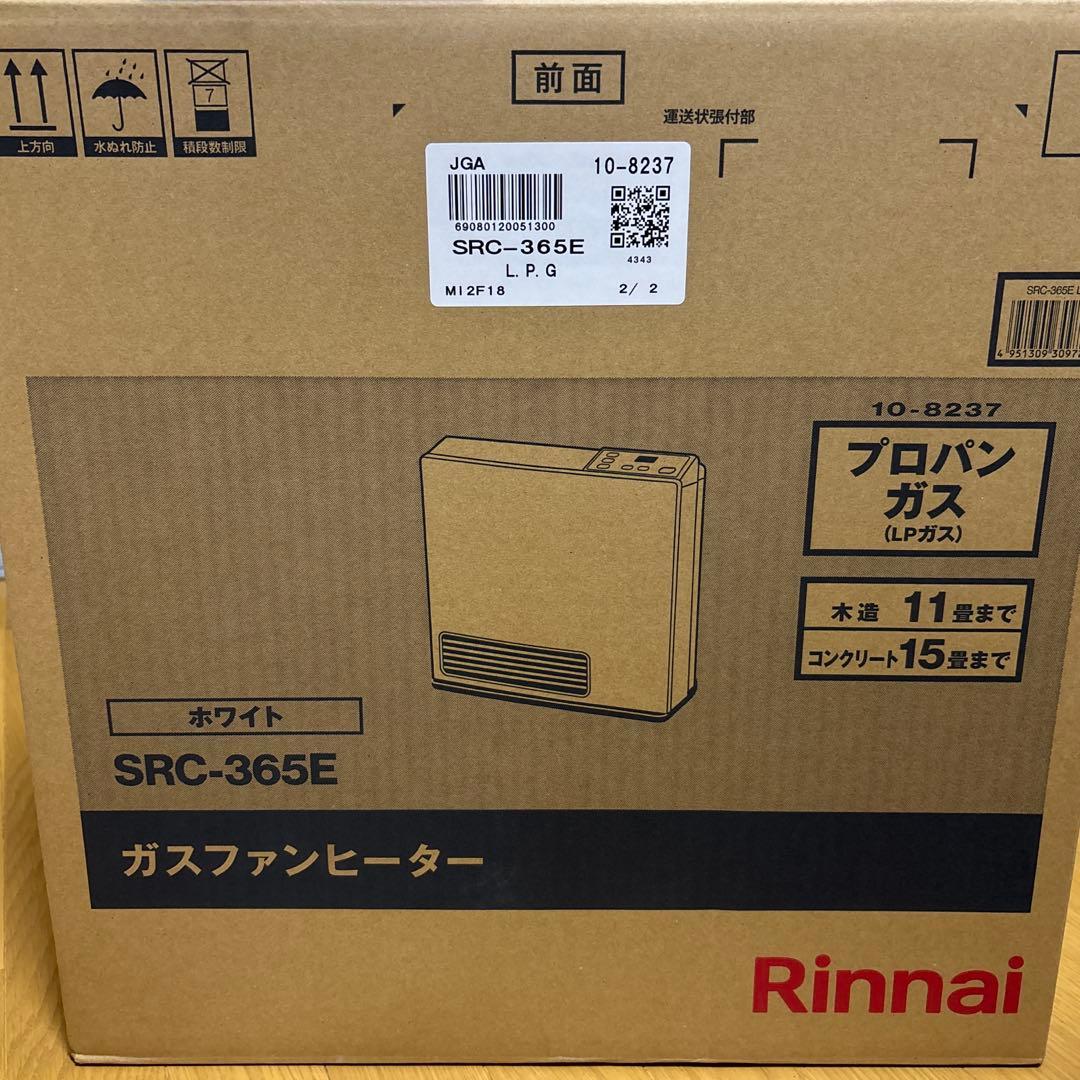 前面
運送状張付部
7
上方向
水ぬれ防止
積段数制限
JGA
10-8237
69080120051300
SRC-365E
4343
L.P.G
MI2F18
2/ 2
SRC-365E
4 951309
10-8237
プロパン
ガス
(LPガス)
木造 11畳まで
コンクリート15畳まで
ホワイト
SRC-365E
ガスファンヒーター
Rinnai